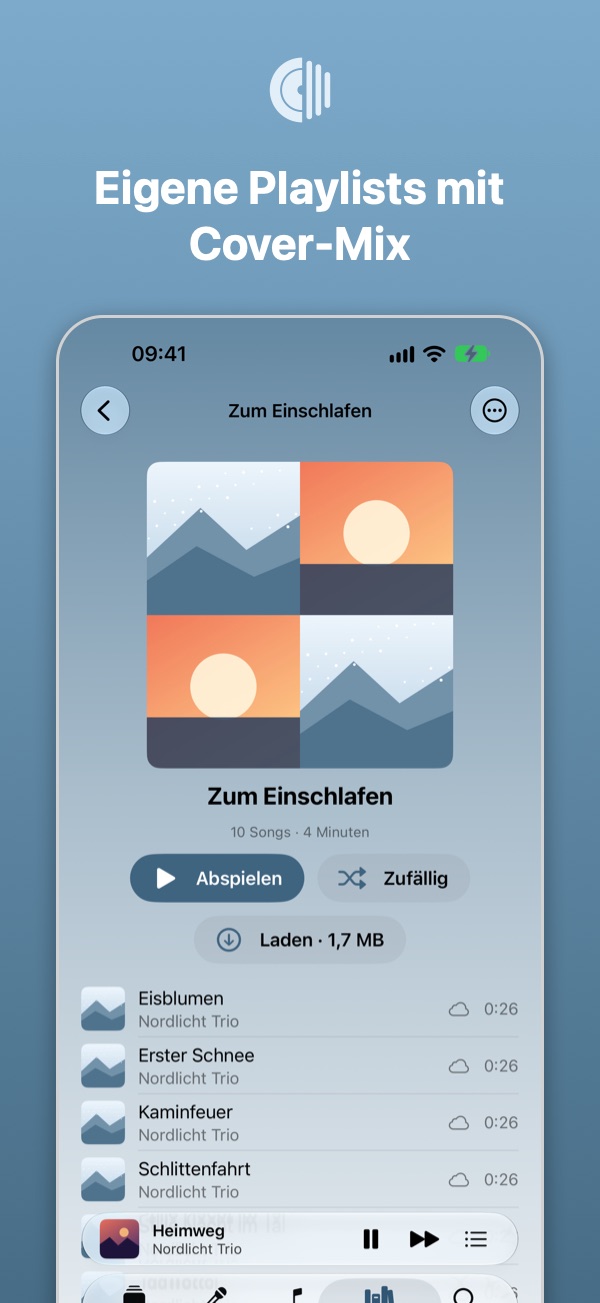 Eigene Playlists mit
Cover-Mix
09:41
Zum Einschlafen
Zum Einschlafen
10 Songs · 4 Minuten
Abspielen
Zufällig
Laden · 1,7 MB
Eisblumen
Nordlicht Trio
0:26
Erster Schnee
Nordlicht Trio
0:26
Kaminfeuer
Nordlicht Trio
0:26
Schlittenfahrt
Nordlicht Trio
0:26
Heimweg
Nordlicht Trio